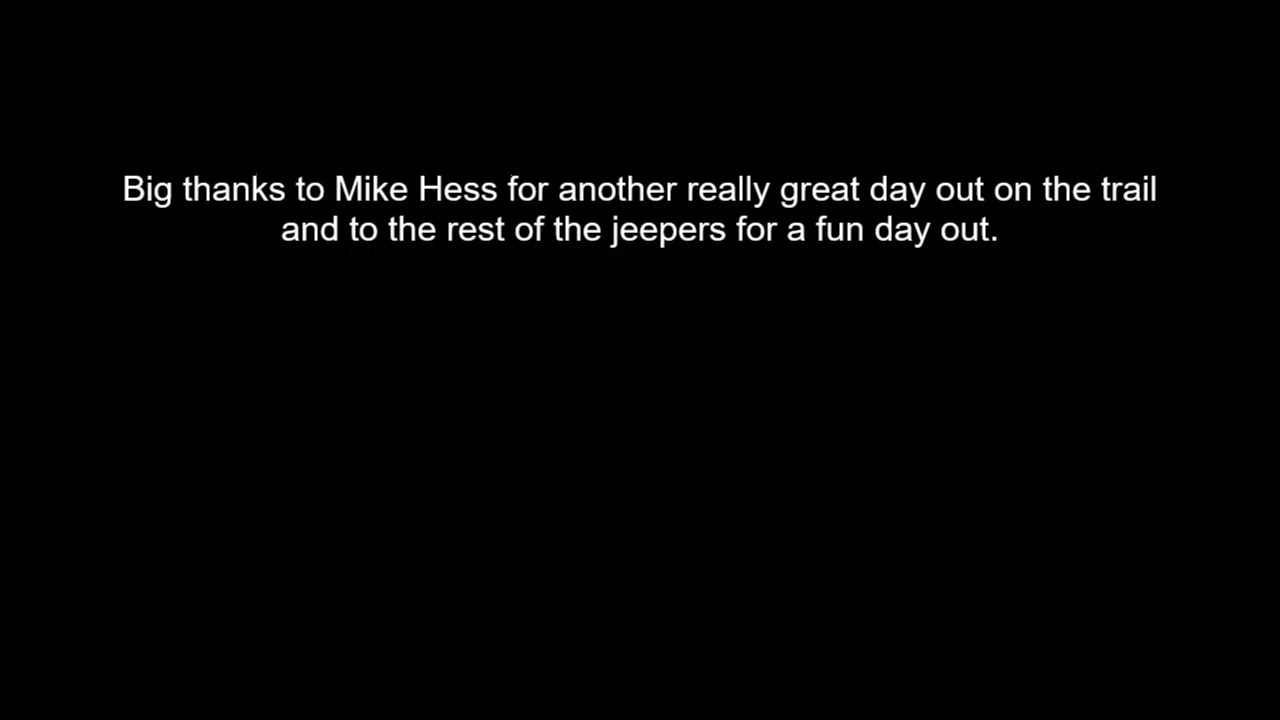 Big thanks to Mike Hess for another really great day out on the trail
and to the rest of the jeepers for a fun day out.